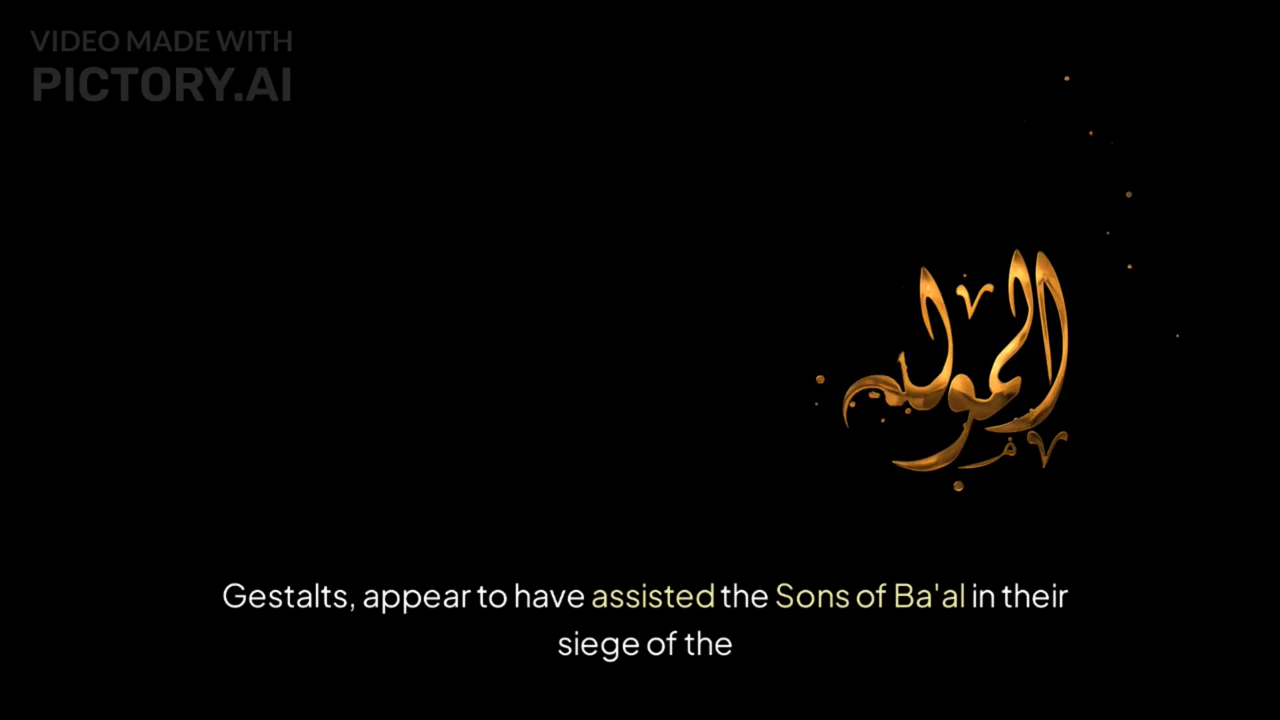 VIDEO MADE WITH
PICTORY.AI
Gestalts, appear to have assisted the Sons of Ba'al in their
siege of the